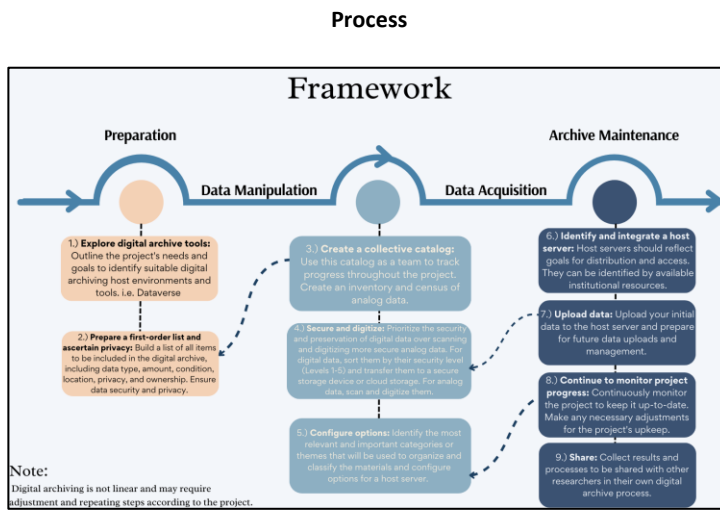 Process
Framework
Preparation
Data Manipulation
Data Acquisition
Archive Maintenance
1.) Explore digital archive tools:
Outline the project's needs and
goals to identify suitable digital
archiving host environments and
tools. i.e. Dataverse
2.) Prepare a first-order list and
ascertain privacy: Build a list of all items
to be included in the digital archive,
including data type, amount, condition,
location, privacy, and ownership. Ensure
data security and privacy.
3.) Create a collective catalog:
Use this catalog as a team to track
progress throughout the project.
Create an inventory and census of
analog data.
4.) Secure and digitize: Prioritize the security
and preservation of digital data over scanning
and digitizing more secure analog data. For
digital data, sort them by their security level
(Levels 1-5) and transfer them to a secure
storage device or cloud storage. For analog
data, scan and digitize them.
5.) Configure options: Identify the most
relevant and important categories or
themes that will be used to organize and
classify the materials and configure
options for a host server.
6.) Identify and integrate a host
server: Host servers should reflect
goals for distribution and access.
They can be identified by available
institutional resources.
7.) Upload data: Upload your initial
data to the host server and prepare
for future data uploads and
management.
8.) Continue to monitor project
progress: Continuously monitor
the project to keep it up-to-date.
Make any necessary adjustments
for the project's upkeep.
9.) Share: Collect results and
processes to be shared with other
researchers in their own digital
archive process.
Note:
Digital archiving is not linear and may require
adjustment and repeating steps according to the project.